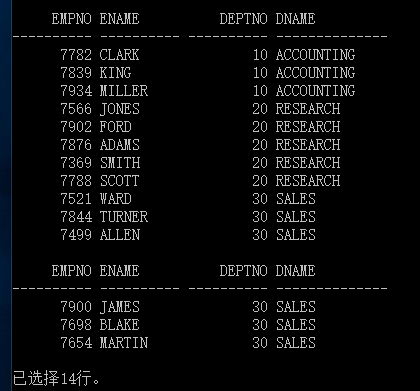 EMPNO ENAME DEPTNO DNAME
---------- ---------- ---------- --------------
7782 CLARK 10 ACCOUNTING
7839 KING 10 ACCOUNTING
7934 MILLER 10 ACCOUNTING
7566 JONES 20 RESEARCH
7902 FORD 20 RESEARCH
7876 ADAMS 20 RESEARCH
7369 SMITH 20 RESEARCH
7788 SCOTT 20 RESEARCH
7521 WARD 30 SALES
7844 TURNER 30 SALES
7499 ALLEN 30 SALES
EMPNO ENAME DEPTNO DNAME
---------- ---------- ---------- --------------
7900 JAMES 30 SALES
7698 BLAKE 30 SALES
7654 MARTIN 30 SALES
已选择14行。